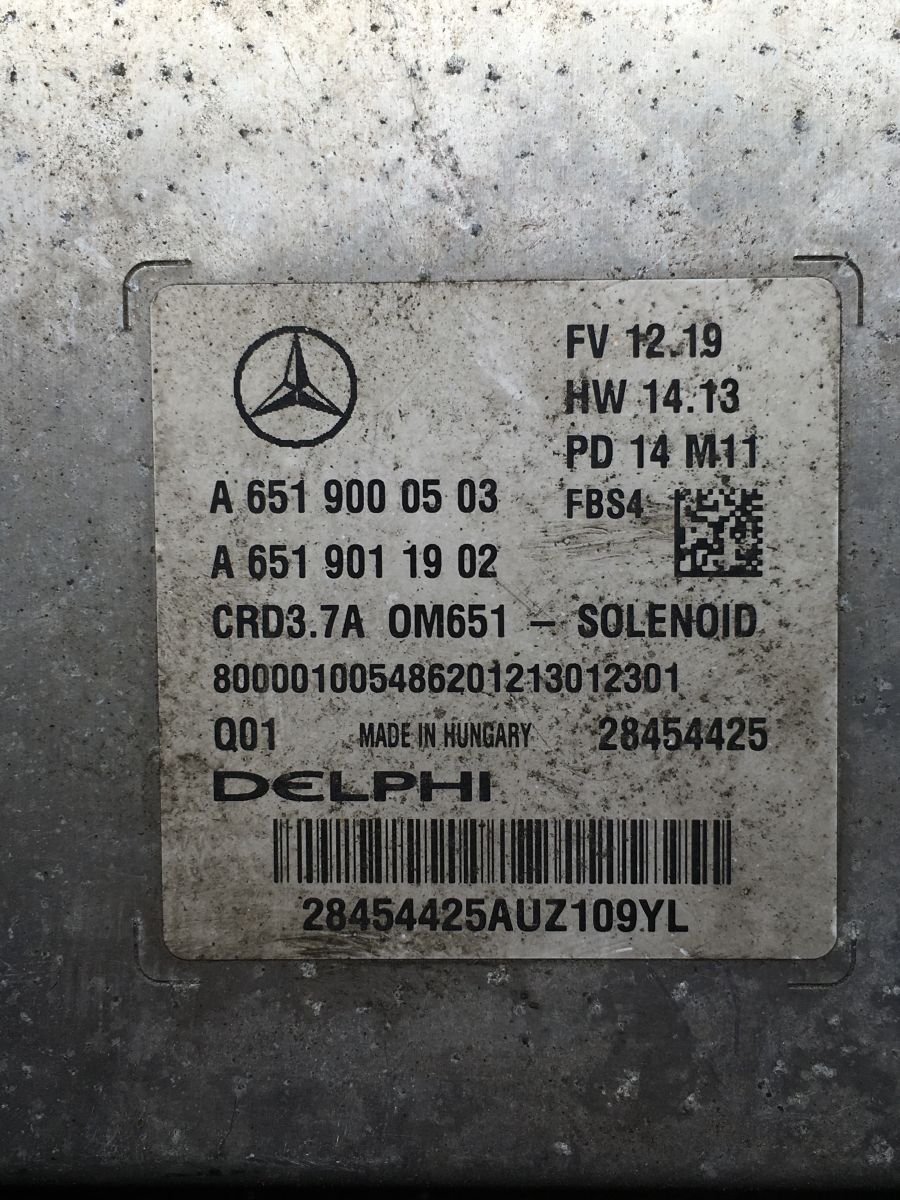 FV 12.19
HW 14.13
PD 14 M11
FBS4
A 651 900 05 03
A 651 901 19 02
CRD3.7A OM651 – SOLENOID
80000100548620121301​2301
Q01 MADE IN HUNGARY 28454425
DELPHI
28454425AUZ109YL